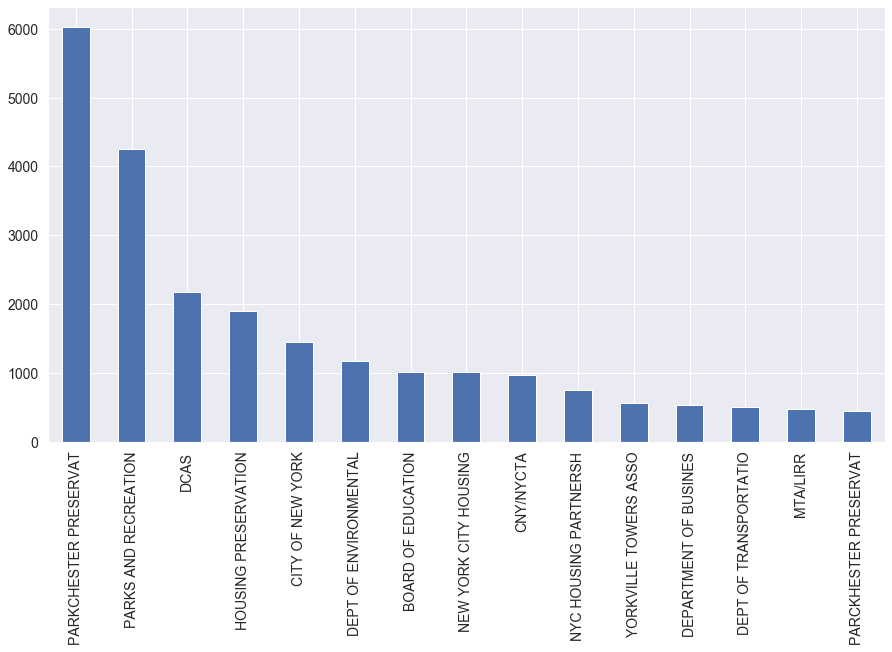 6000
5000
4000
3000
2000
1000
0
PARKCHESTER PRESERVAT
PARKS AND RECREATION
DCAS
HOUSING PRESERVATION
CITY OF NEW YORK
DEPT OF ENVIRONMENTAL
BOARD OF EDUCATION
NEW YORK CITY HOUSING
CNY/NYCTA
NYC HOUSING PARTNERSH
YORKVILLE TOWERS ASSO
DEPARTMENT OF BUSINES
DEPT OF TRANSPORTATIO
MTA/LIRR
PARCKHESTER PRESERVAT